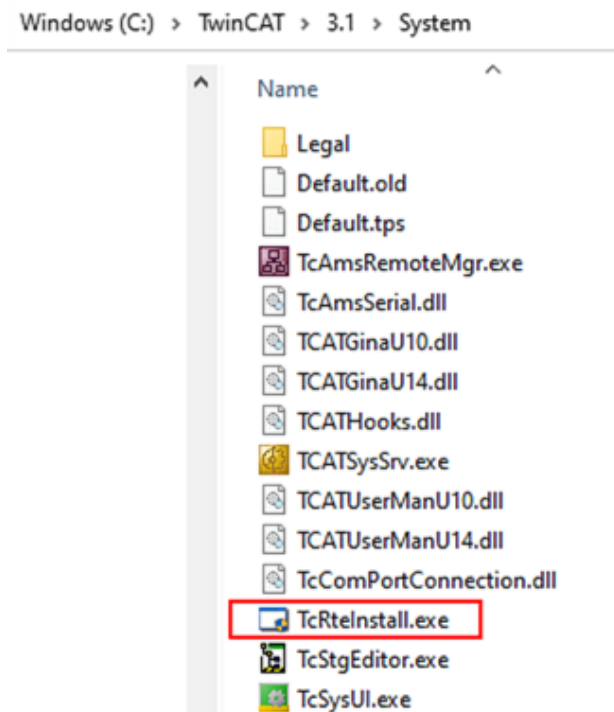 Windows (C:) > TwinCAT > 3.1 > System
Name
Legal
Default.old
Default.tps
TcAmsRemoteMgr.exe
TcAmsSerial.dll
TCATGinaU10.dll
TCATGinaU14.dll
TCATHooks.dll
TCATSysSrv.exe
TCATUserManU10.dll
TCATUserManU14.dll
TcComPortConnection.dll
TcRteInstall.exe
TcStgEditor.exe
TcSysUI.exe